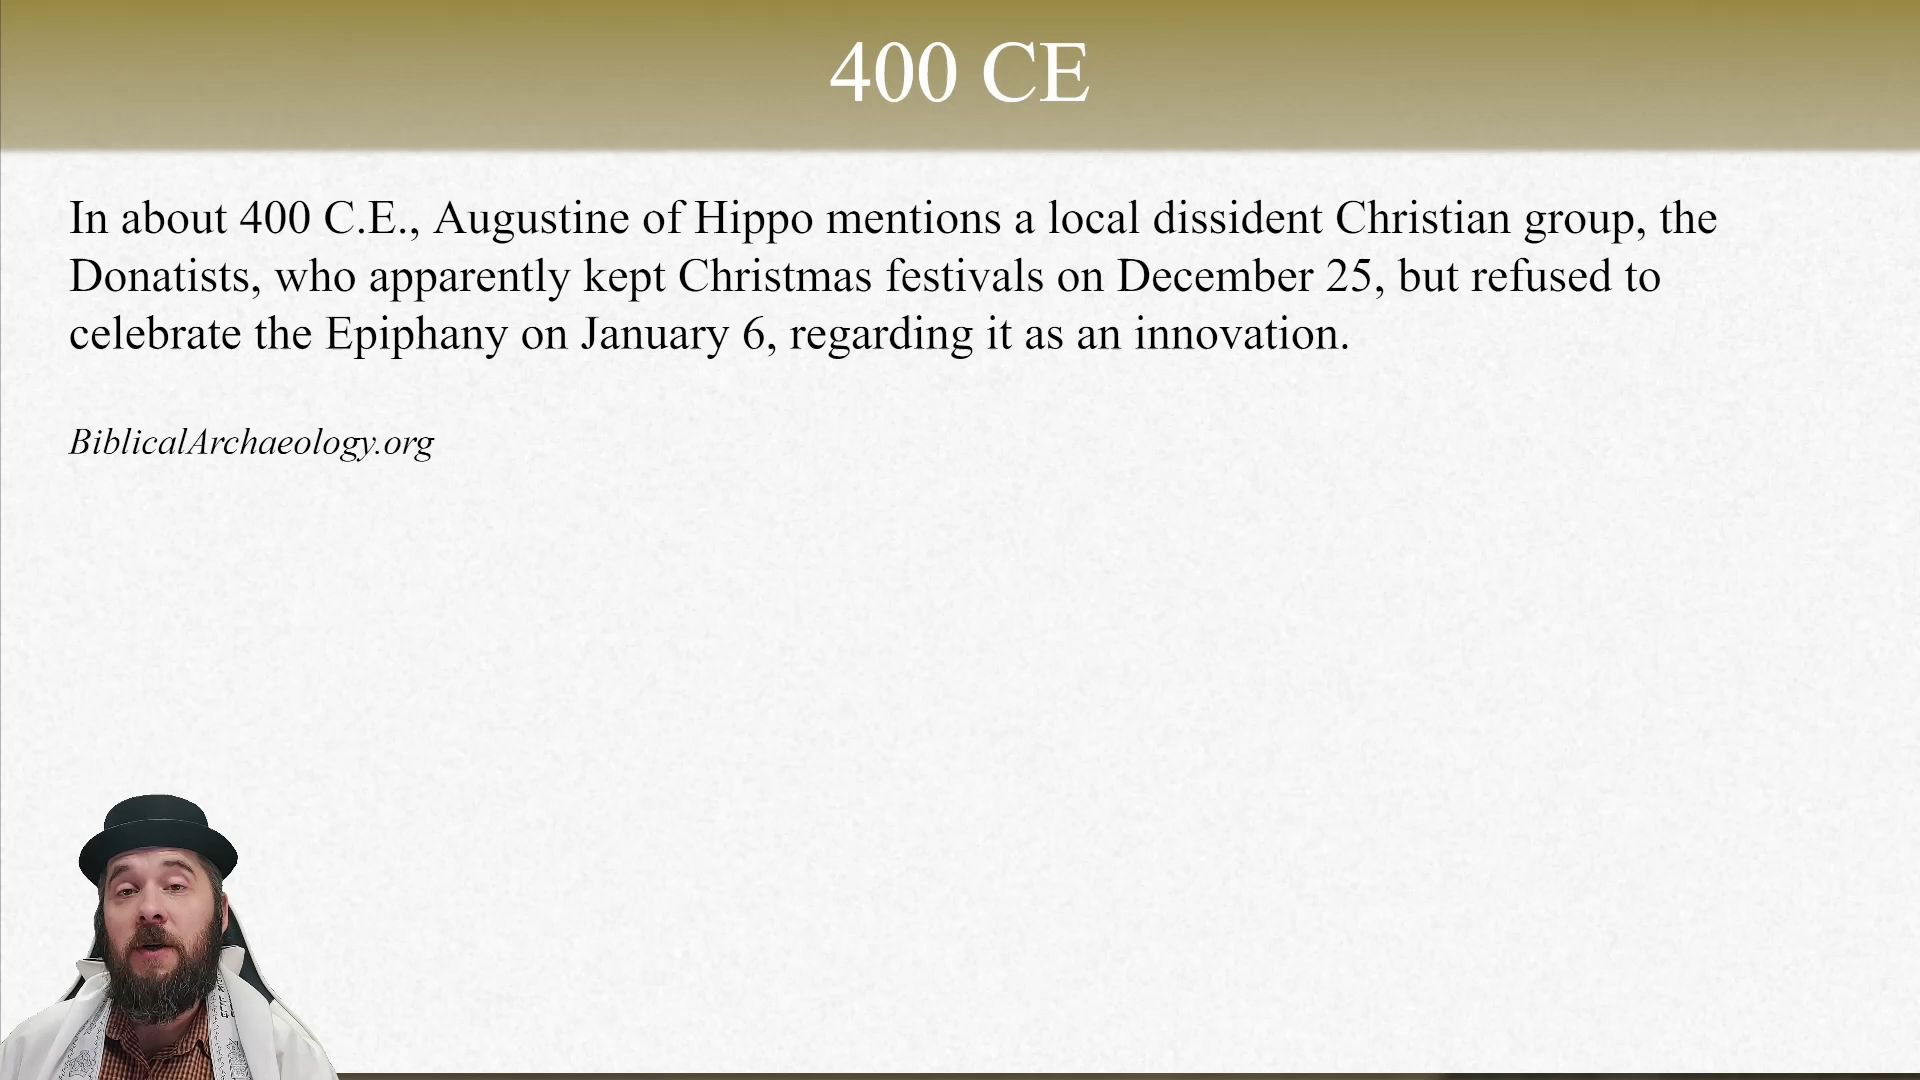 400 CE
In about 400 C.E., Augustine of Hippo mentions a local dissident Christian group, the
Donatists, who apparently kept Christmas festivals on December 25, but refused to
celebrate the Epiphany on January 6, regarding it as an innovation.
BiblicalArchaeology.org